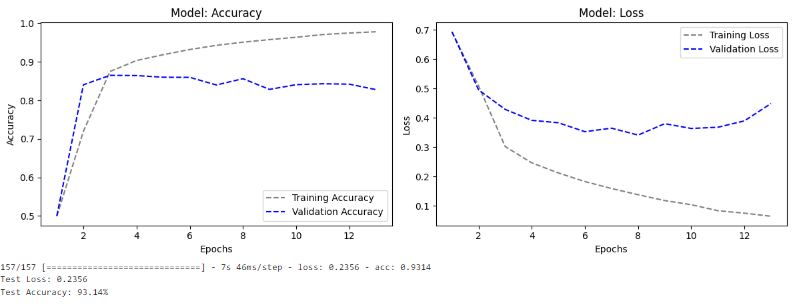 Model: Accuracy
1.0
0.9
0.8
0.7
0.6
0.5
Accuracy
2
4
6
8
10
12
Epochs
Training Accuracy
Validation Accuracy
Model: Loss
0.7
0.6
0.5
0.4
0.3
0.2
0.1
Loss
2
4
6
8
10
12
Epochs
Training Loss
Validation Loss
157/157 [==============================] - 7s 46ms/step - loss: 0.2356 - acc: 0.9314
Test Loss: 0.2356
Test Accuracy: 93.14%